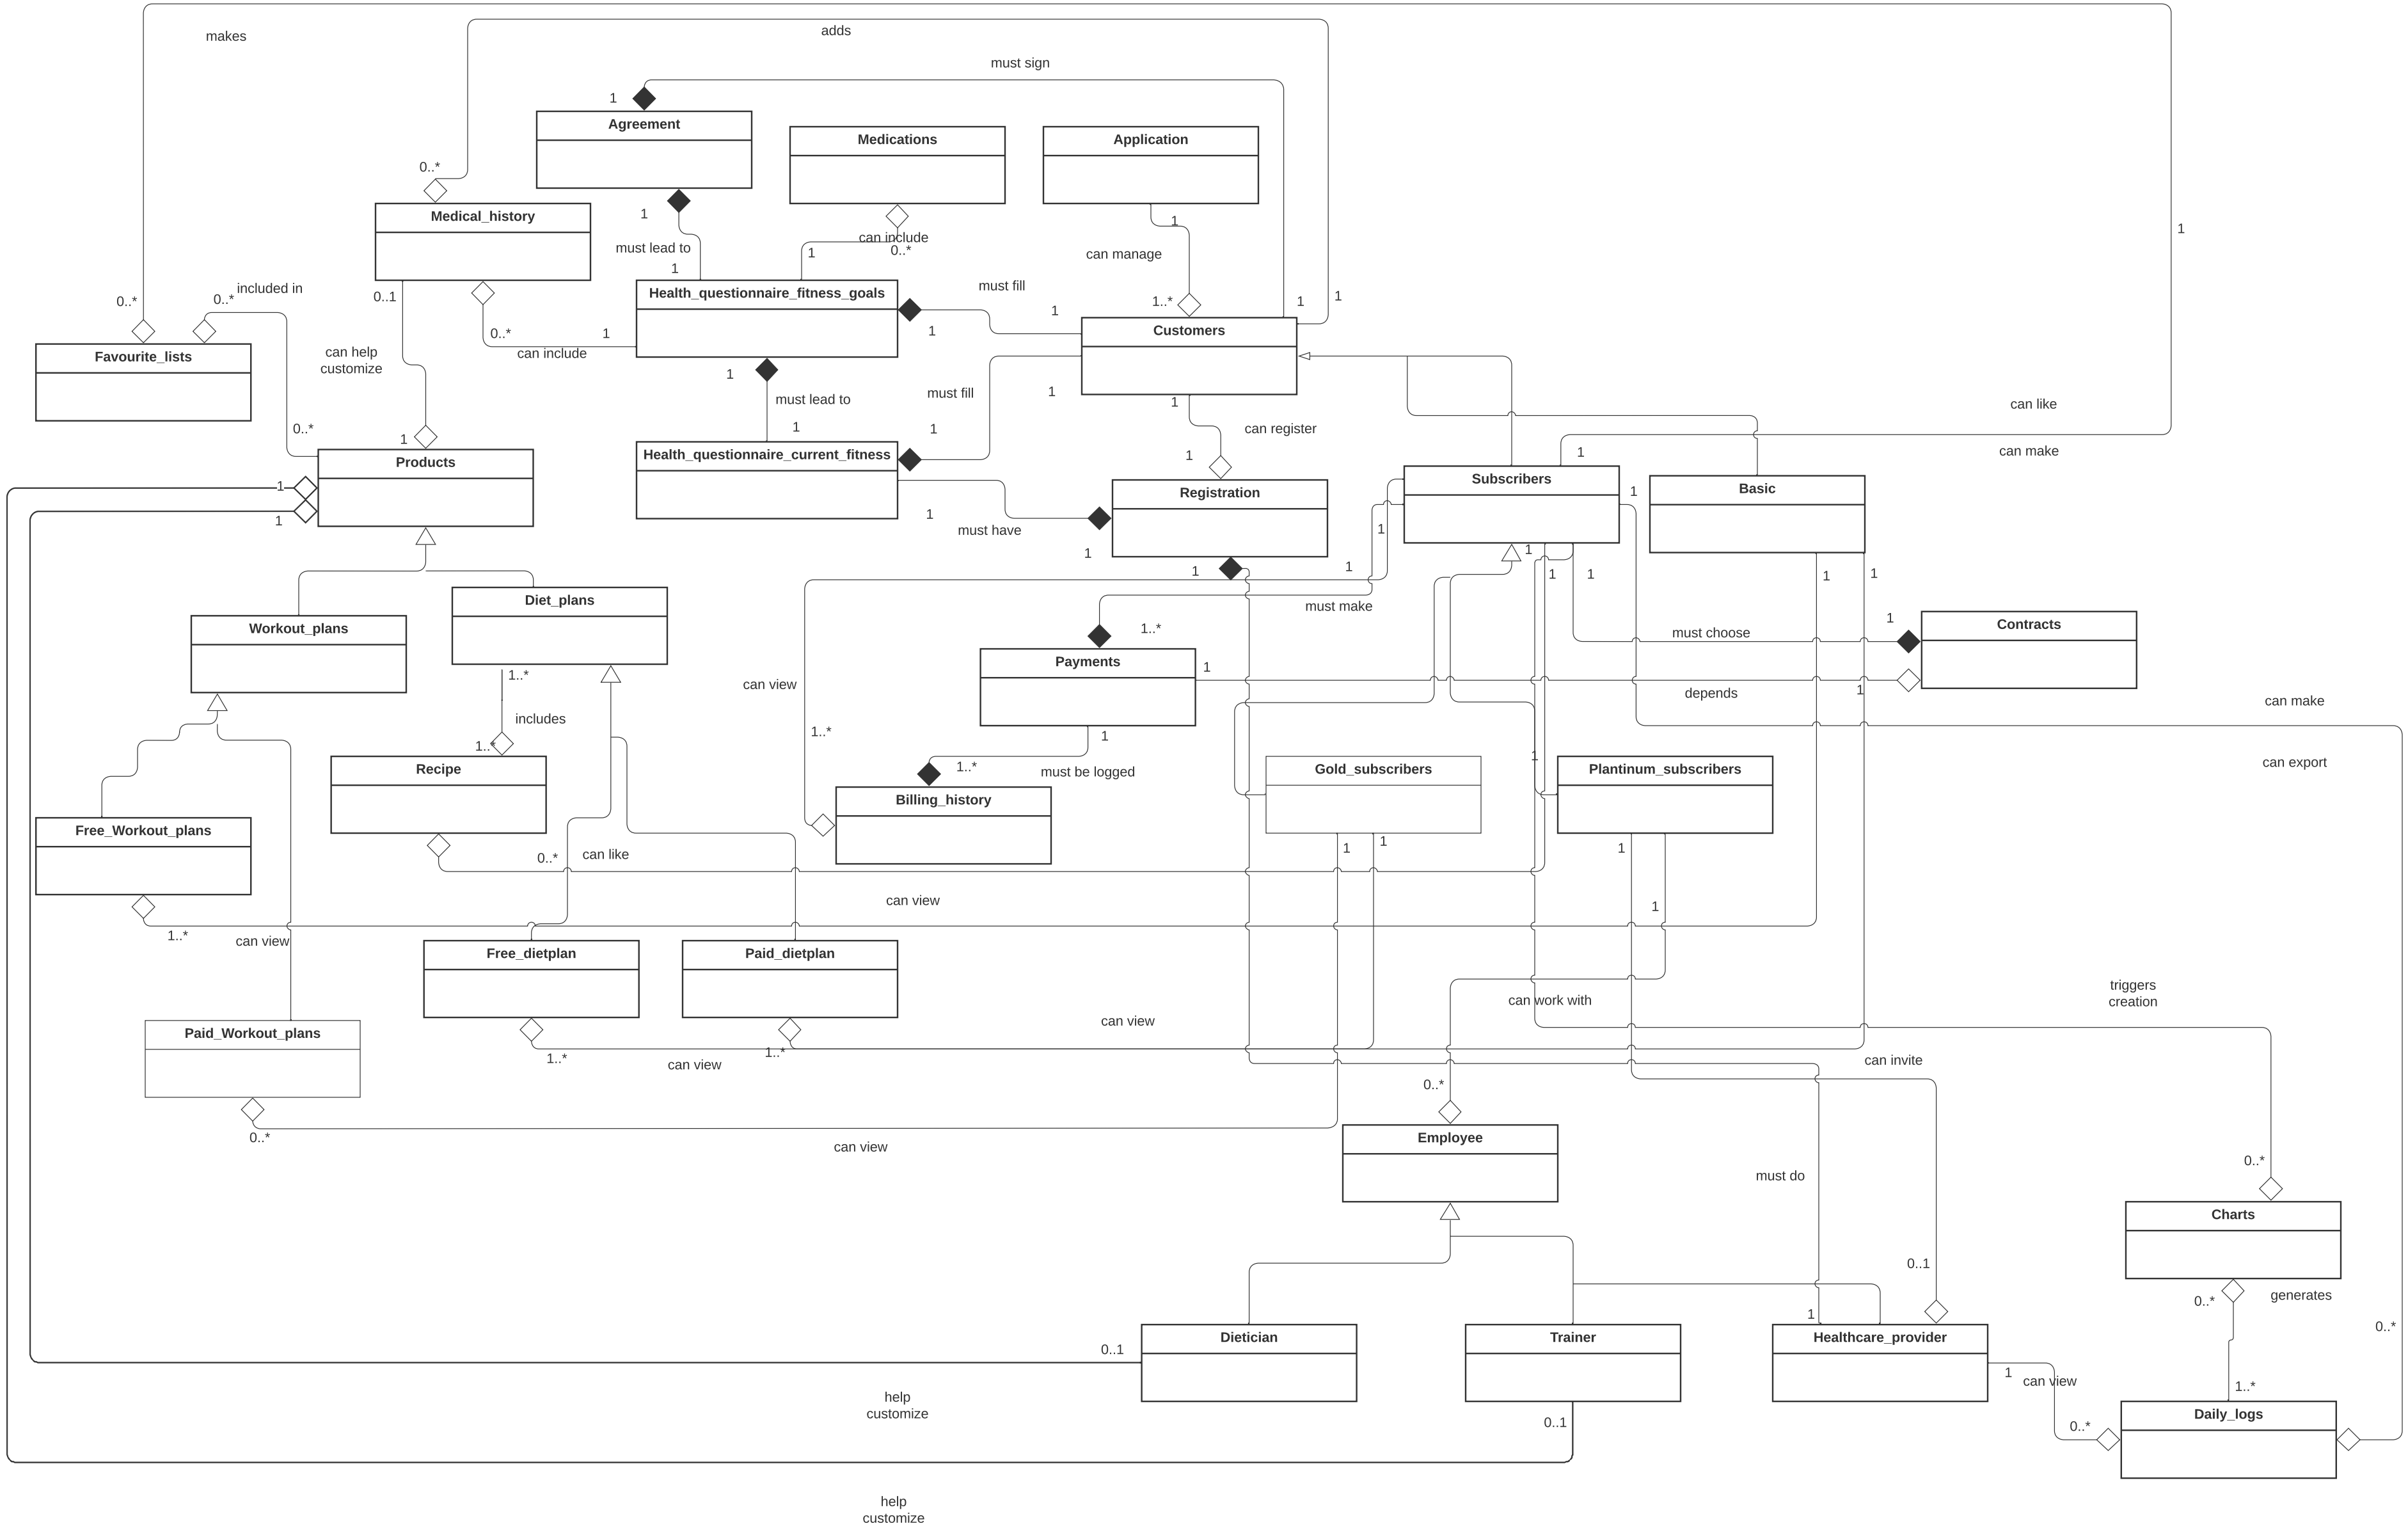 makes
adds
must sign
1
Agreement
Medications
Application
0..*
Medical_history
1
must lead to
1
1
can include
0..*
1
can manage
1..*
1
included in
0..*
0..*
0..1
0..*
1
can include
Health_questionnaire_fitness_goals
must fill
1
1
1
1
Customers
Favourite_lists
can help
customize
1
must lead to
1
must fill
1
1
1
can register
1
can like
can make
0..*
1
Products
Health_questionnaire_current_fitness
Registration
Subscribers
1
Basic
1
1
1
1
must have
1
1
1
1
1
1
1
1
1
must make
Diet_plans
Workout_plans
1..*
Payments
must choose
1
Contracts
1
depends
1
can make
1..*
includes
1..*
can view
1..*
1
must be logged
1..*
can export
1
Recipe
Gold_subscribers
Plantinum_subscribers
Billing_history
Free_Workout_plans
0..*
can like
1
1
1
can view
1
1..*
can view
Free_dietplan
Paid_dietplan
can work with
triggers
creation
Paid_Workout_plans
can view
1..*
can view
1..*
can invite
0..*
0..*
can view
Employee
must do
0..*
Charts
0..1
0..*
generates
1
0..*
Dietician
Trainer
Healthcare_provider
0..1
1
can view
1..*
help
customize
0..1
0..*
Daily_logs
help
customize